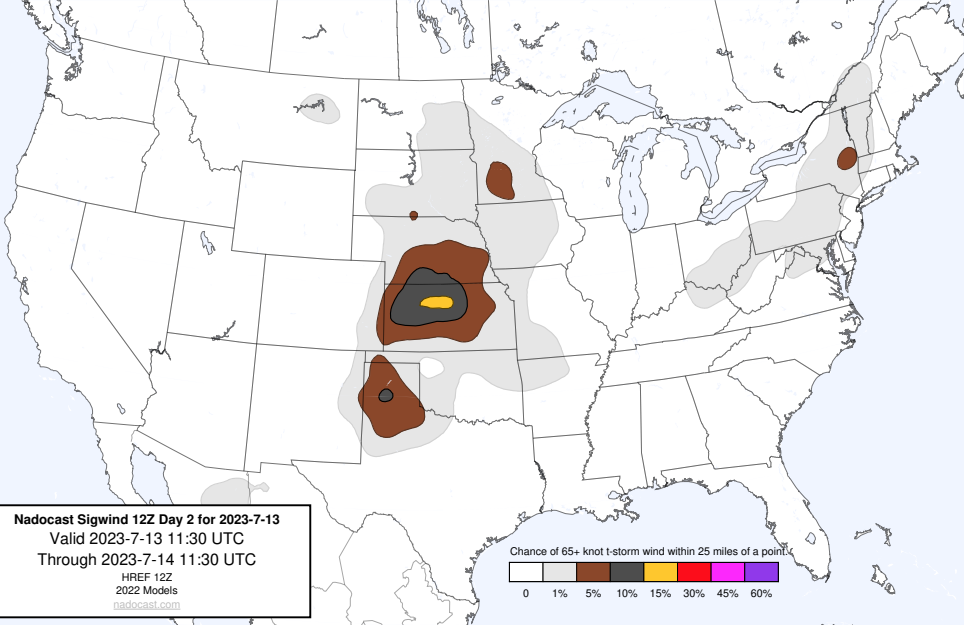 Nadocast Sigwind 12Z Day 2 for 2023-7-13
Valid 2023-7-13 11:30 UTC
Through 2023-7-14 11:30 UTC
HREF 12Z
2022 Models
nadocast.com
Chance of 65+ knot t-storm wind within 25 miles of a point.
0 1% 5% 10% 15% 30% 45% 60%